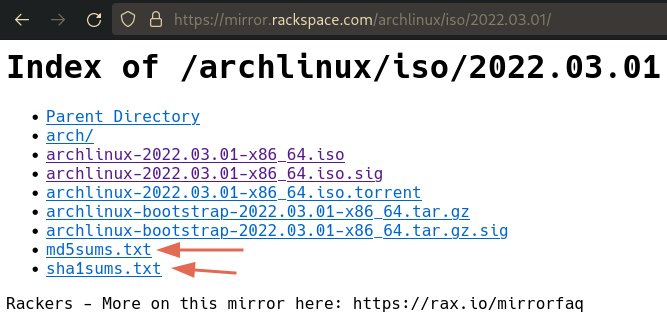 https://mirror.rackspace.com/archlinux/iso/2022.03.01/
Index of /archlinux/iso/2022.03.01
Parent Directory
arch/
archlinux-2022.03.01-x86_64.iso
archlinux-2022.03.01-x86_64.iso.sig
archlinux-2022.03.01-x86_64.iso.torrent
archlinux-bootstrap-2022.03.01-x86_64.tar.gz
archlinux-bootstrap-2022.03.01-x86_64.tar.gz.sig
md5sums.txt
sha1sums.txt
Rackers - More on this mirror here: https://rax.io/mirrorfaq